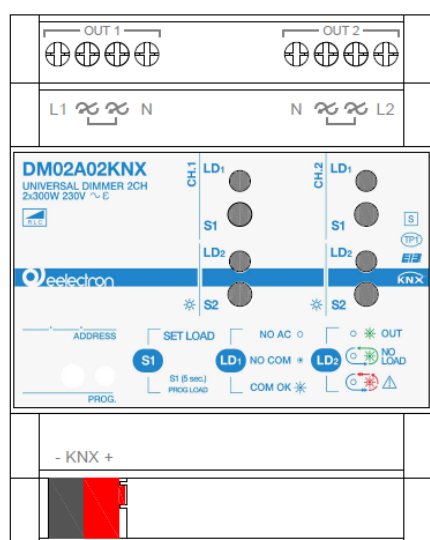 OUT 1
OUT 2
L1 N
N L2
DM02A02KNX
UNIVERSAL DIMMER 2CH
2x300W 230V ~
R.L.C
CH.1
LD1
S1
LD2
S2
CH.2
LD1
S1
LD2
S2
S
TP1
EIB
KNX
eelectron
ADDRESS
PROG.
S1
SET LOAD
S1 (5 sec.)
PROG LOAD
LD1
NO AC
NO COM
COM OK
LD2
OUT
NO
LOAD
- KNX +